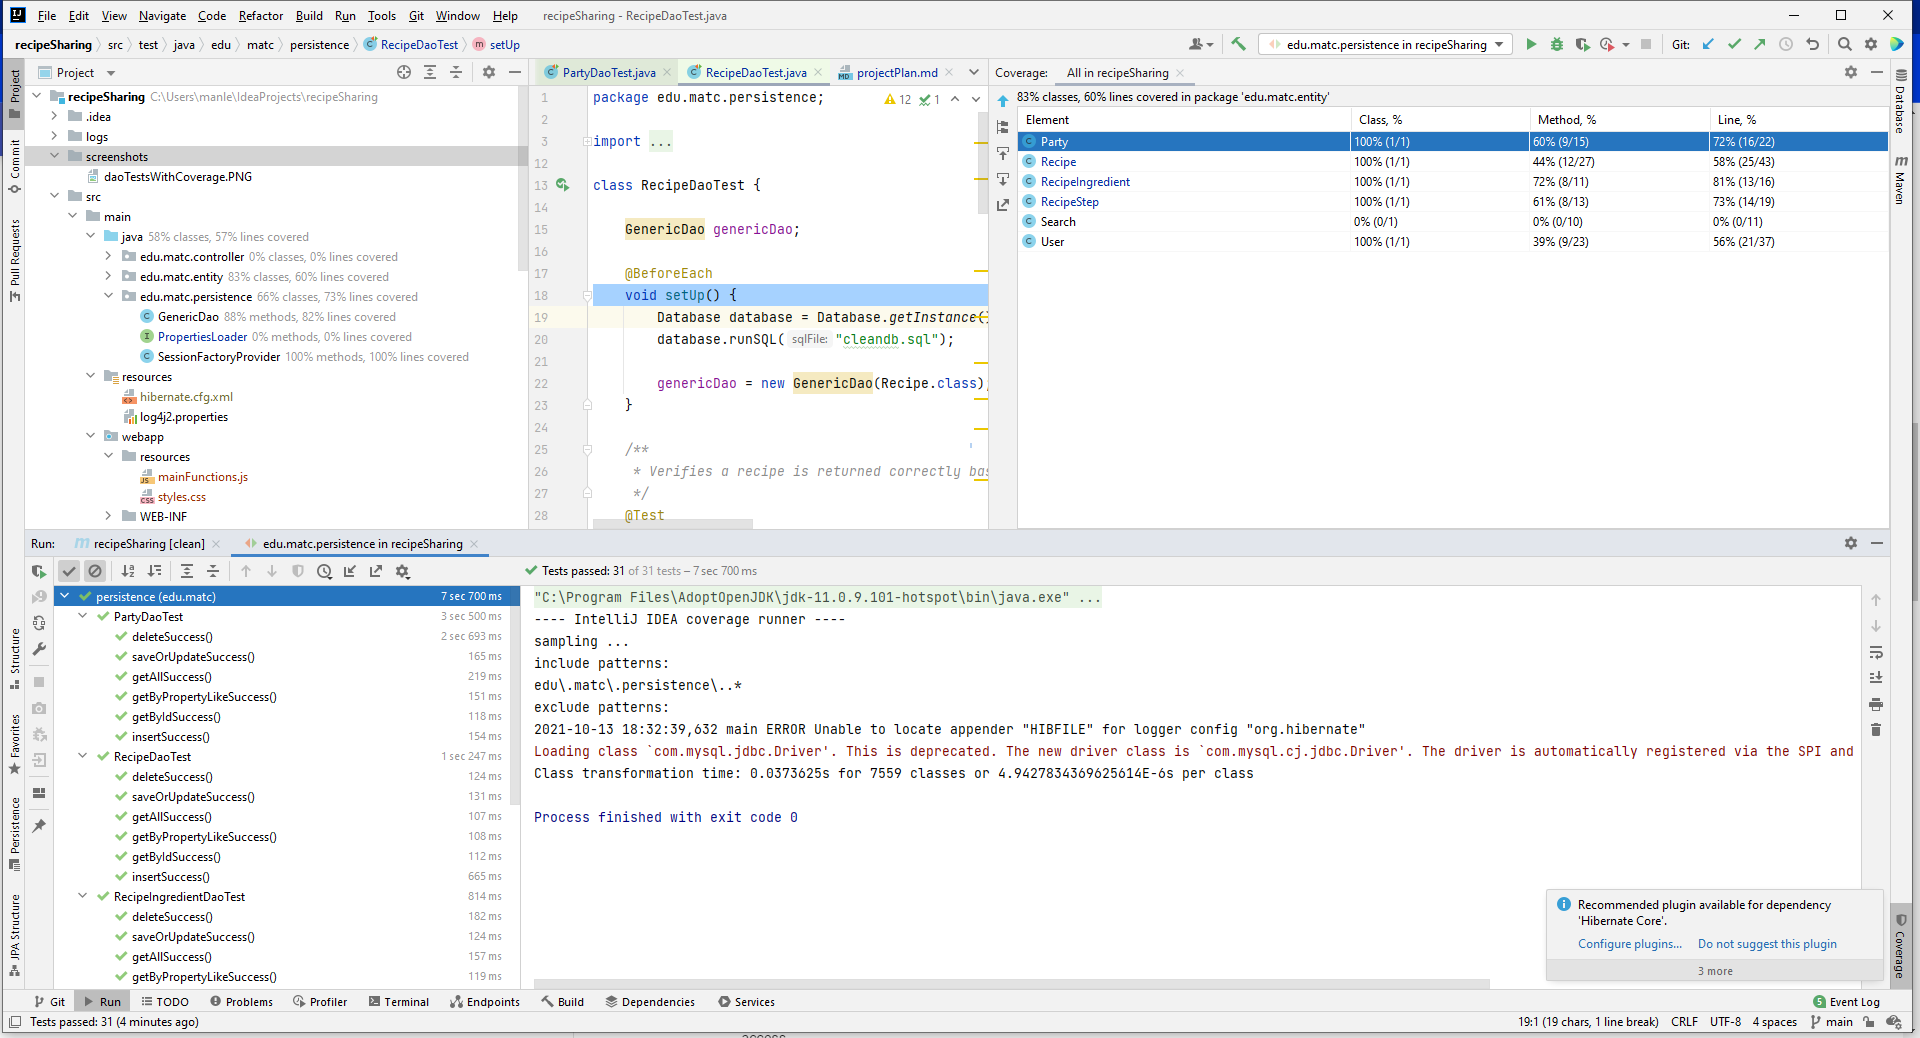 File Edit View Navigate Code Refactor Build Run Tools Git Window Help recipeSharing - RecipeDaoTest.java
recipeSharing src test java edu matc persistence RecipeDaoTest setUp
edu.matc.persistence in recipeSharing
Git:
Project
Commit
Pull Requests
Structure
Favorites
Persistence
JPA Structure
Project
recipeSharing C:\Users\manle\IdeaProjects\recipeSharing
.idea
logs
screenshots
daoTestsWithCoverage.PNG
src
main
java 58% classes, 57% lines covered
edu.matc.controller 0% classes, 0% lines covered
edu.matc.entity 83% classes, 60% lines covered
edu.matc.persistence 66% classes, 73% lines covered
GenericDao 88% methods, 82% lines covered
PropertiesLoader 0% methods, 0% lines covered
SessionFactoryProvider 100% methods, 100% lines covered
resources
hibernate.cfg.xml
log4j2.properties
webapp
resources
mainFunctions.js
styles.css
WEB-INF
PartyDaoTest.java RecipeDaoTest.java projectPlan.md
12 1
1 package edu.matc.persistence;
2
3 import ...
12
13 class RecipeDaoTest {
14
15 GenericDao genericDao;
16
17 @BeforeEach
18 void setUp() {
19 Database database = Database.getInstance()
20 database.runSQL( sqlFile: "cleandb.sql");
21
22 genericDao = new GenericDao(Recipe.class);
23 }
24
25 /**
26 * Verifies a recipe is returned correctly bas
27 */
28 @Test
Coverage: All in recipeSharing
83% classes, 60% lines covered in package 'edu.matc.entity'
Element Class, % Method, % Line, %
Party 100% (1/1) 60% (9/15) 72% (16/22)
Recipe 100% (1/1) 44% (12/27) 58% (25/43)
RecipeIngredient 100% (1/1) 72% (8/11) 81% (13/16)
RecipeStep 100% (1/1) 61% (8/13) 73% (14/19)
Search 0% (0/1) 0% (0/10) 0% (0/11)
User 100% (1/1) 39% (9/23) 56% (21/37)
Database
Maven
Coverage
Run: recipeSharing [clean] edu.matc.persistence in recipeSharing
Tests passed: 31 of 31 tests – 7 sec 700 ms
persistence (edu.matc) 7 sec 700 ms
PartyDaoTest 3 sec 500 ms
deleteSuccess() 2 sec 693 ms
saveOrUpdateSuccess() 165 ms
getAllSuccess() 219 ms
getByPropertyLikeSuccess() 151 ms
getByIdSuccess() 118 ms
insertSuccess() 154 ms
RecipeDaoTest 1 sec 247 ms
deleteSuccess() 124 ms
saveOrUpdateSuccess() 131 ms
getAllSuccess() 107 ms
getByPropertyLikeSuccess() 108 ms
getByIdSuccess() 112 ms
insertSuccess() 665 ms
RecipeIngredientDaoTest 814 ms
deleteSuccess() 182 ms
saveOrUpdateSuccess() 124 ms
getAllSuccess() 157 ms
getByPropertyLikeSuccess() 119 ms
"C:\Program Files\AdoptOpenJDK\jdk-11.0.9.101-hotspot\bin\java.exe" ...
---- IntelliJ IDEA coverage runner ----
sampling ...
include patterns:
edu\.matc\.persistence\..*
exclude patterns:
2021-10-13 18:32:39,632 main ERROR Unable to locate appender "HIBFILE" for logger config "org.hibernate"
Loading class `com.mysql.jdbc.Driver'. This is deprecated. The new driver class is `com.mysql.cj.jdbc.Driver'. The driver is automatically registered via the SPI and
Class transformation time: 0.0373625s for 7559 classes or 4.9427834369625614E-6s per class
Process finished with exit code 0
Recommended plugin available for dependency
'Hibernate Core'.
Configure plugins... Do not suggest this plugin
3 more
Git Run TODO Problems Profiler Terminal Endpoints Build Dependencies Services 5 Event Log
Tests passed: 31 (4 minutes ago) 19:1 (19 chars, 1 line break) CRLF UTF-8 4 spaces main